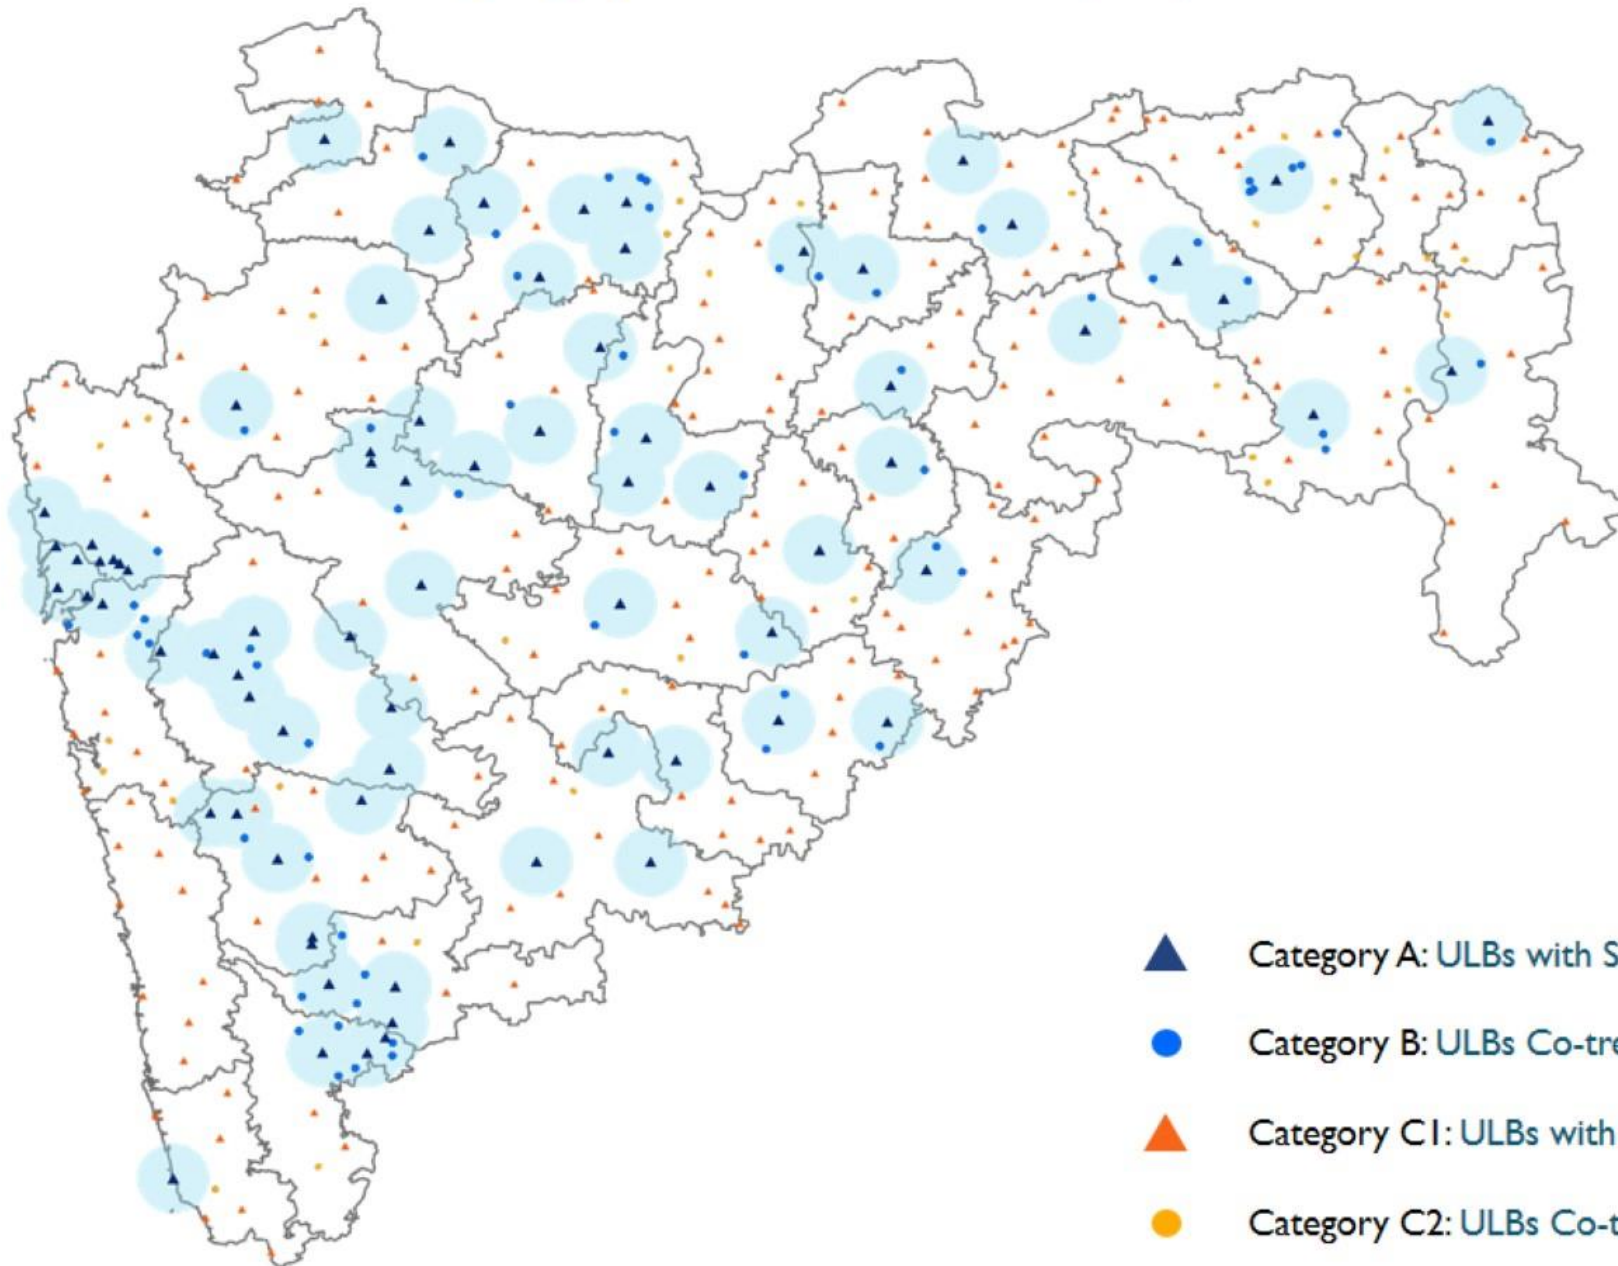 Category A: ULBs with S
Category B: ULBs Co-tre
Category C1: ULBs with
Category C2: ULBs Co-t